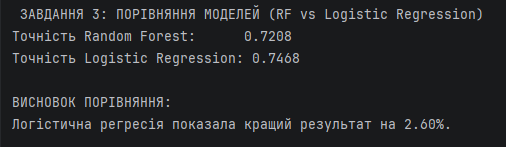 ЗАВДАННЯ 3: ПОРІВНЯННЯ МОДЕЛЕЙ (RF vs Logistic Regression)
Точність Random Forest: 0.7208
Точність Logistic Regression: 0.7468
ВИСНОВОК ПОРІВНЯННЯ:
Логістична регресія показала кращий результат на 2.60%.